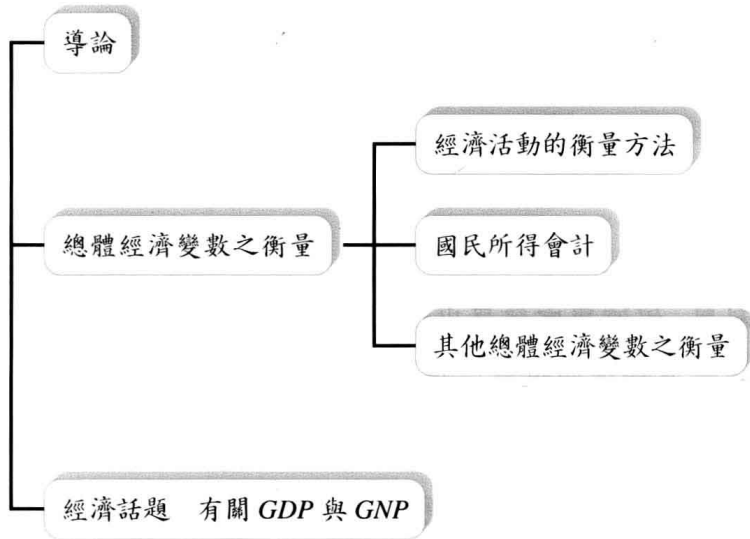 導論
經濟活動的衡量方法
總體經濟變數之衡量
國民所得會計
其他總體經濟變數之衡量
經濟話題　有關 GDP 與 GNP